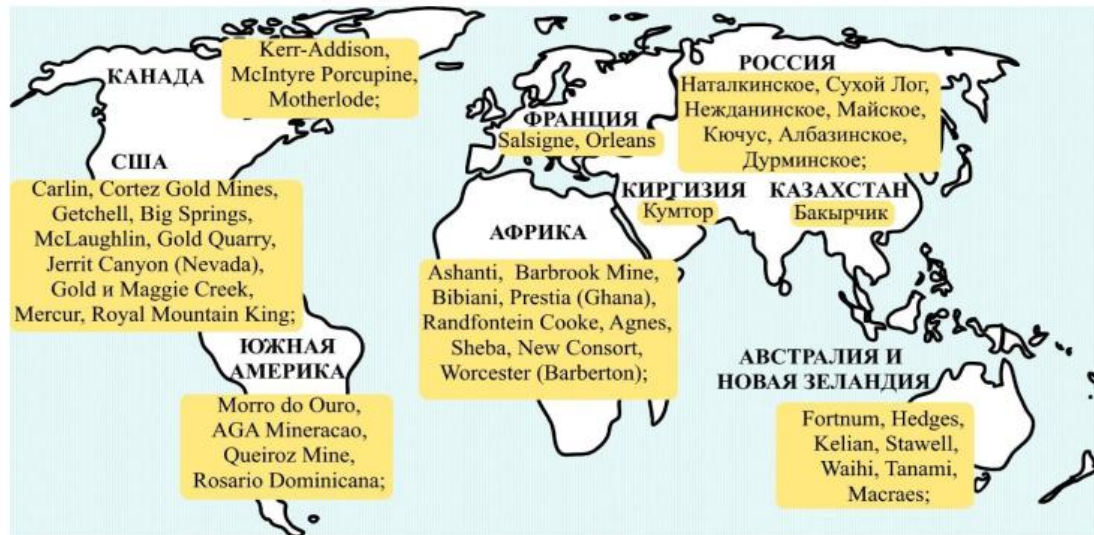 КАНАДА
Kerr-Addison,
McIntyre Porcupine,
Motherlode;
США
Carlin, Cortez Gold Mines,
Getchell, Big Springs,
McLaughlin, Gold Quarry,
Jerrit Canyon (Nevada),
Gold и Maggie Creek,
Mercur, Royal Mountain King;
ЮЖНАЯ
АМЕРИКА
Morro do Ouro,
AGA Mineracao,
Queiroz Mine,
Rosario Dominicana;
ФРАНЦИЯ
Salsigne, Orleans
АФРИКА
Ashanti, Barbrook Mine,
Bibiani, Prestia (Ghana),
Randfontein Cooke, Agnes,
Sheba, New Consort,
Worcester (Barberton);
РОССИЯ
Наталкинское, Сухой Лог,
Нежданинское, Майское,
Кючус, Албазинское,
Дурминское;
КИРГИЗИЯ
Кумтор
КАЗАХСТАН
Бакырчик
АВСТРАЛИЯ И
НОВАЯ ЗЕЛАНДИЯ
Fortnum, Hedges,
Kelian, Stawell,
Waihi, Tanami,
Macraes;